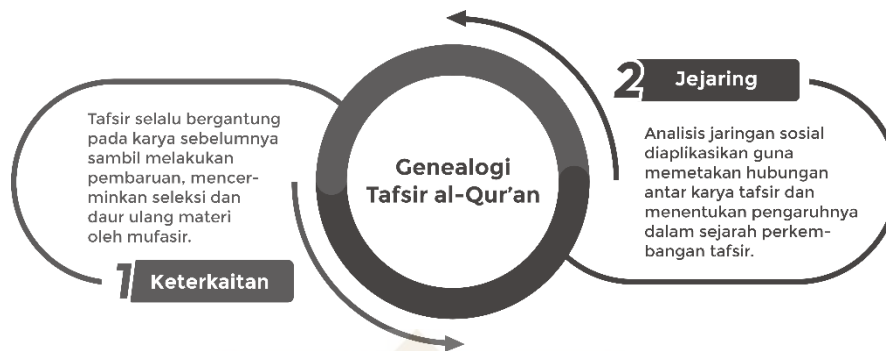 Genealogi
Tafsir al-Qur'an
Tafsir selalu bergantung
pada karya sebelumnya
sambil melakukan
pembaruan, mencer-
minkan seleksi dan
daur ulang materi
oleh mufasir.
1 Keterkaitan
2 Jejaring
Analisis jaringan sosial
diaplikasikan guna
memetakan hubungan
antar karya tafsir dan
menentukan pengaruhnya
dalam sejarah perkem-
bangan tafsir.